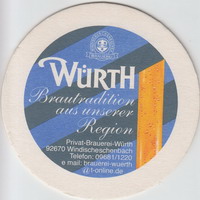 WÜRTH
Brautradition
aus unserer
Region
Privat-Brauerei-Würth
92670 Windischeschenbach
Telefon: 09681/1220
e mail: brauerei-wuerth
@t-online.de